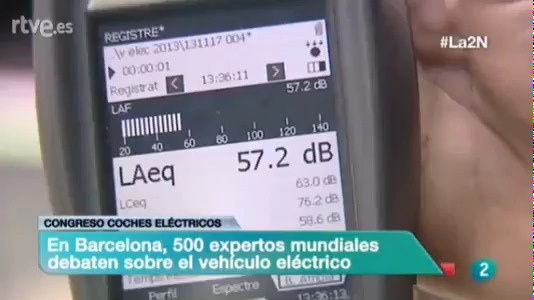 rtve.es
#La2N
REGISTRE*
.\v elec 2013\131117 004*
00:00:01
Registrat < 13:36:11 >
57.2 dB
LAF
20 40 60 80 100 120 140
LAeq 57.2 dB
LCeq 63.0 dB
76.2 dB
58.6 dB
CONGRESO COCHES ELÉCTRICOS
En Barcelona, 500 expertos mundiales
debaten sobre el vehículo eléctrico
2
Perfil Espectre
13:36:13